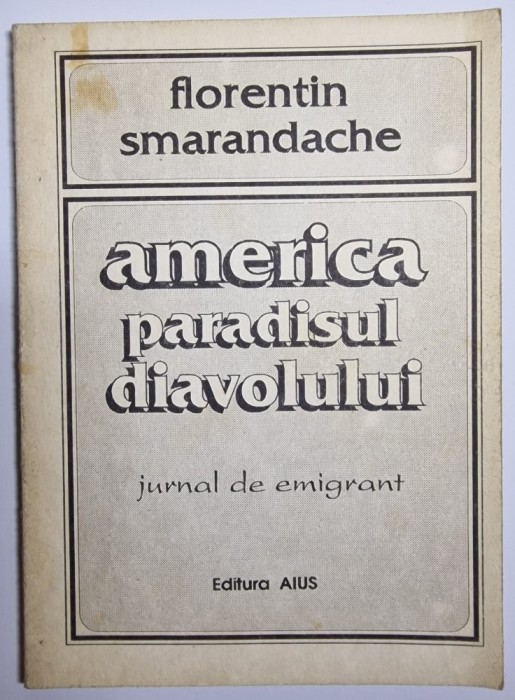 florentin
smarandache
america
paradisul
diavolului
jurnal de emigrant
Editura AIUS